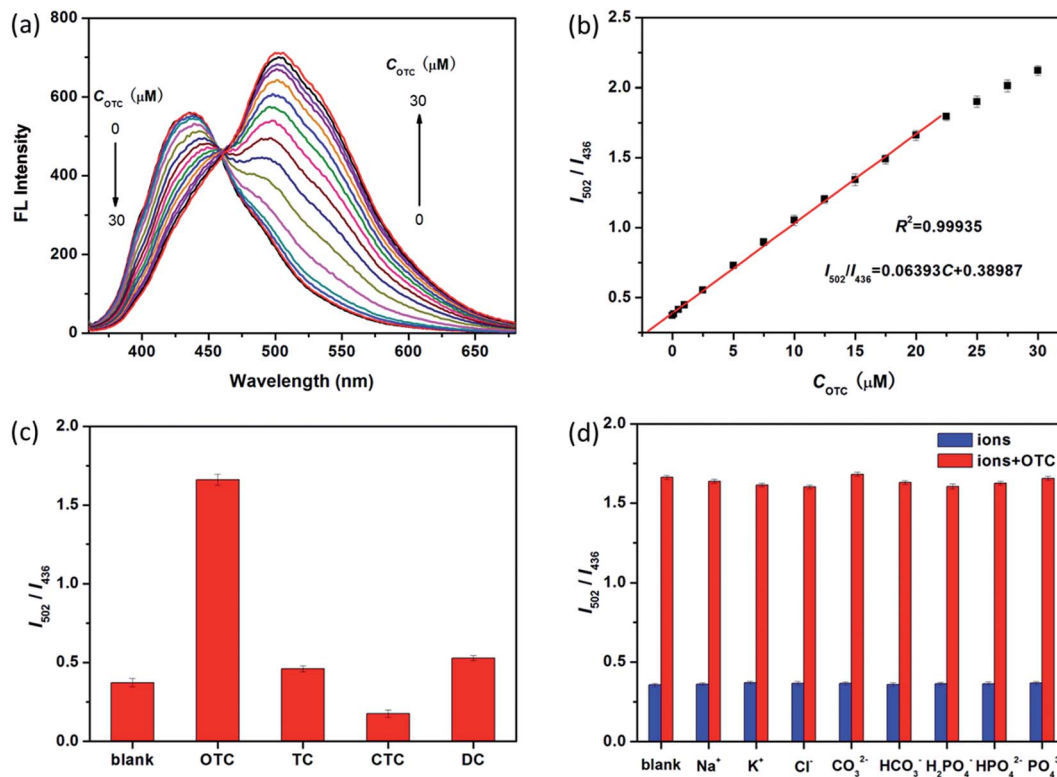 (a)
800
700
600
500
400
300
200
100
0
FL Intensity
C_OTC (μM)
0
30
C_OTC (μM)
30
0
400 450 500 550 600 650
Wavelength (nm)
(b)
2.5
2.0
1.5
1.0
0.5
I_502 / I_436
R²=0.99935
I_502/I_436=0.06393C+0.38987
0 5 10 15 20 25 30
C_OTC (μM)
(c)
2.0
1.5
1.0
0.5
0.0
I_502 / I_436
blank OTC TC CTC DC
(d)
2.0
1.5
1.0
0.5
0.0
I_502 / I_436
ions
ions+OTC
blank Na⁺ K⁺ Cl⁻ CO₃²⁻ HCO₃⁻ H₂PO₄⁻ HPO₄²⁻